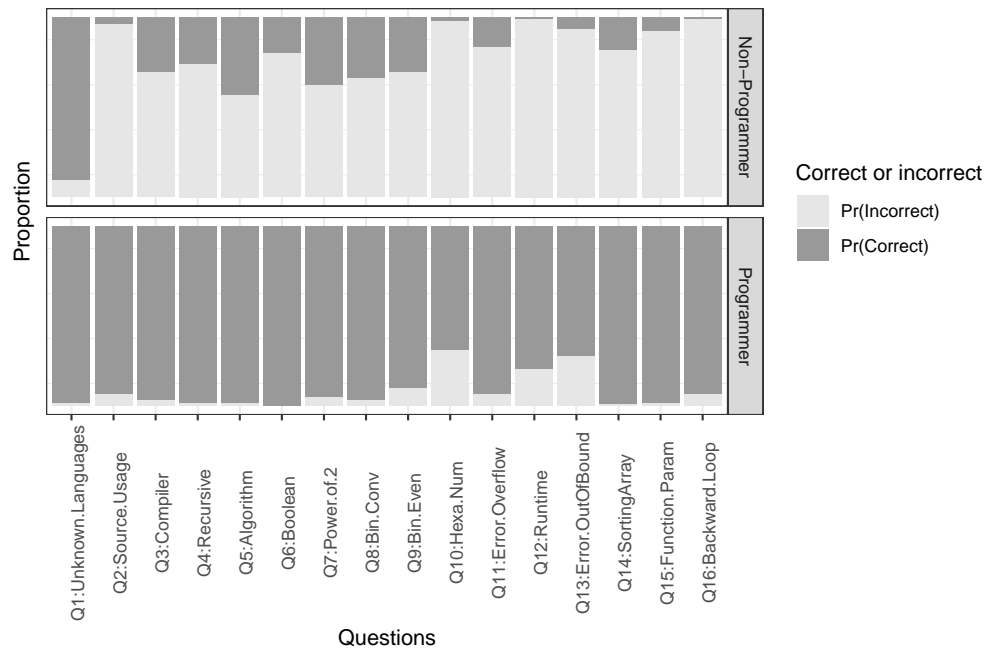 Proportion
Non−Programmer
Programmer
Q1:Unknown.Languages
Q2:Source.Usage
Q3:Compiler
Q4:Recursive
Q5:Algorithm
Q6:Boolean
Q7:Power.of.2
Q8:Bin.Conv
Q9:Bin.Even
Q10:Hexa.Num
Q11:Error.Overflow
Q12:Runtime
Q13:Error.OutOfBound
Q14:SortingArray
Q15:Function.Param
Q16:Backward.Loop
Questions
Correct or incorrect
Pr(Incorrect)
Pr(Correct)